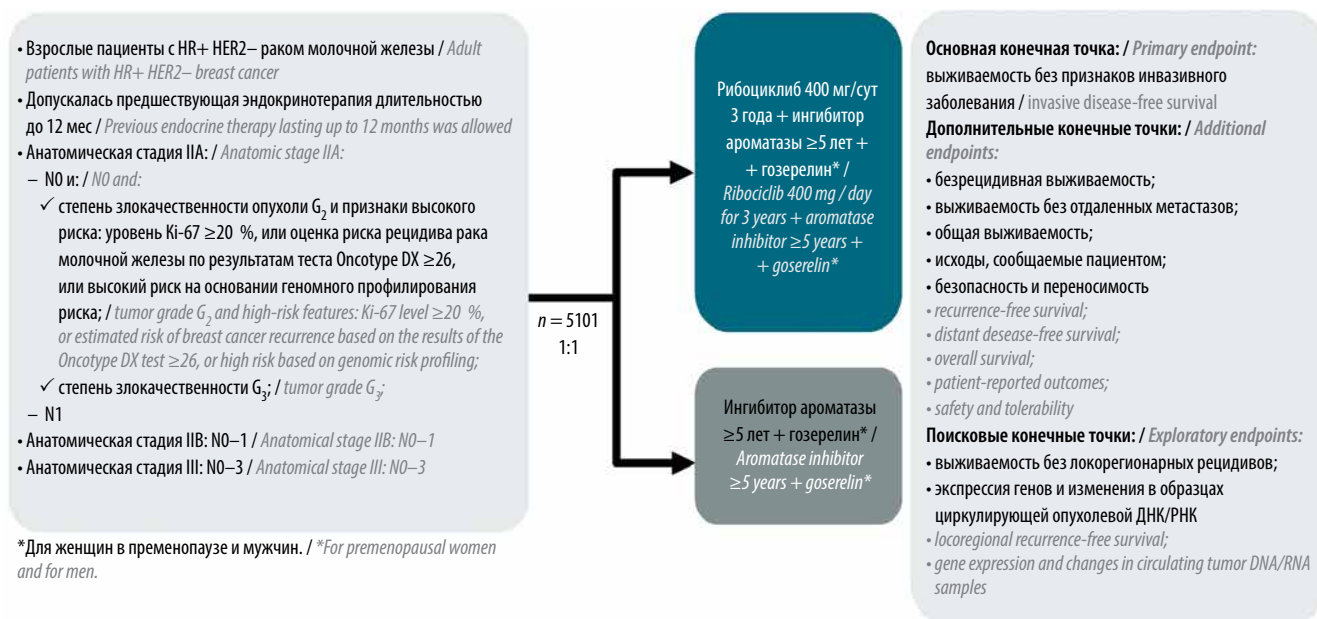 • Взрослые пациенты с HR+ HER2– раком молочной железы / Adult
patients with HR+ HER2– breast cancer
• Допускалась предшествующая эндокринотерапия длительностью
до 12 мес / Previous endocrine therapy lasting up to 12 months was allowed
• Анатомическая стадия IIA: / Anatomic stage IIA:
– N0 и: / N0 and:
✓ степень злокачественности опухоли G2 и признаки высокого
риска: уровень Ki-67 ≥20 %, или оценка риска рецидива рака
молочной железы по результатам теста Oncotype DX ≥26,
или высокий риск на основании геномного профилирования
риска; / tumor grade G2 and high-risk features: Ki-67 level ≥20 %,
or estimated risk of breast cancer recurrence based on the results of the
Oncotype DX test ≥26, or high risk based on genomic risk profiling;
✓ степень злокачественности G3; / tumor grade G3;
– N1
• Анатомическая стадия IIB: N0–1 / Anatomical stage IIB: N0–1
• Анатомическая стадия III: N0–3 / Anatomical stage III: N0–3
*Для женщин в пременопаузе и мужчин. / *For premenopausal women
and for men.
n = 5101
1:1
Рибоциклиб 400 мг/сут
3 года + ингибитор
ароматазы ≥5 лет +
+ гозерелин* /
Ribociclib 400 mg / day
for 3 years + aromatase
inhibitor ≥5 years +
+ goserelin*
Ингибитор ароматазы
≥5 лет + гозерелин* /
Aromatase inhibitor
≥5 years + goserelin*
Основная конечная точка: / Primary endpoint:
выживаемость без признаков инвазивного
заболевания / invasive disease-free survival
Дополнительные конечные точки: / Additional
endpoints:
• безрецидивная выживаемость;
• выживаемость без отдаленных метастазов;
• общая выживаемость;
• исходы, сообщаемые пациентом;
• безопасность и переносимость
• recurrence-free survival;
• distant desease-free survival;
• overall survival;
• patient-reported outcomes;
• safety and tolerability
Поисковые конечные точки: / Exploratory endpoints:
• выживаемость без локорегионарных рецидивов;
• экспрессия генов и изменения в образцах
циркулирующей опухолевой ДНК/РНК
• locoregional recurrence-free survival;
• gene expression and changes in circulating tumor DNA/RNA
samples